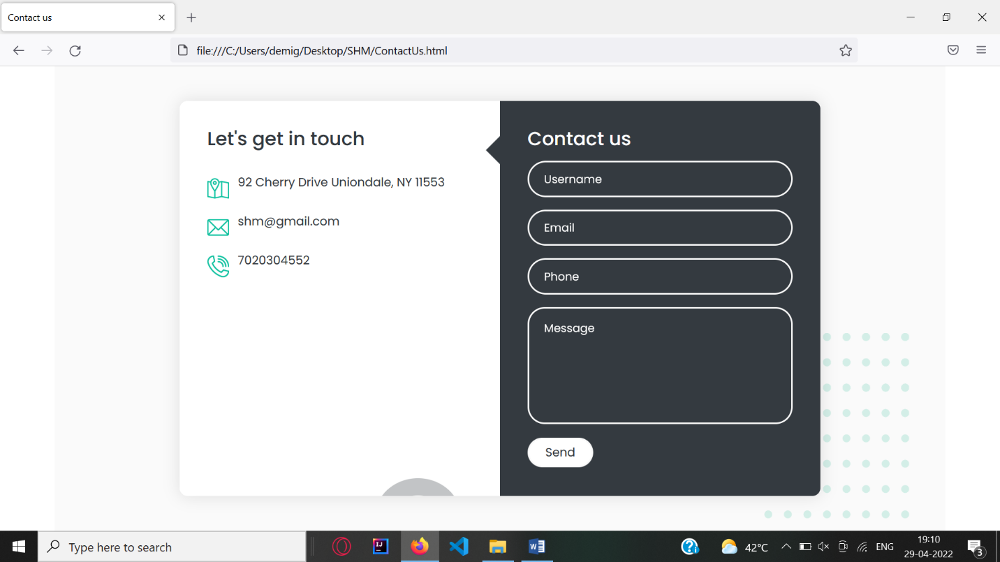 Contact us
file:///C:/Users/demig/Desktop/SHM/ContactUs.html
Let's get in touch
92 Cherry Drive Uniondale, NY 11553
shm@gmail.com
7020304552
Contact us
Username
Email
Phone
Message
Send
Type here to search
IJ
W
?
42°C
ENG
19:10
29-04-2022
3